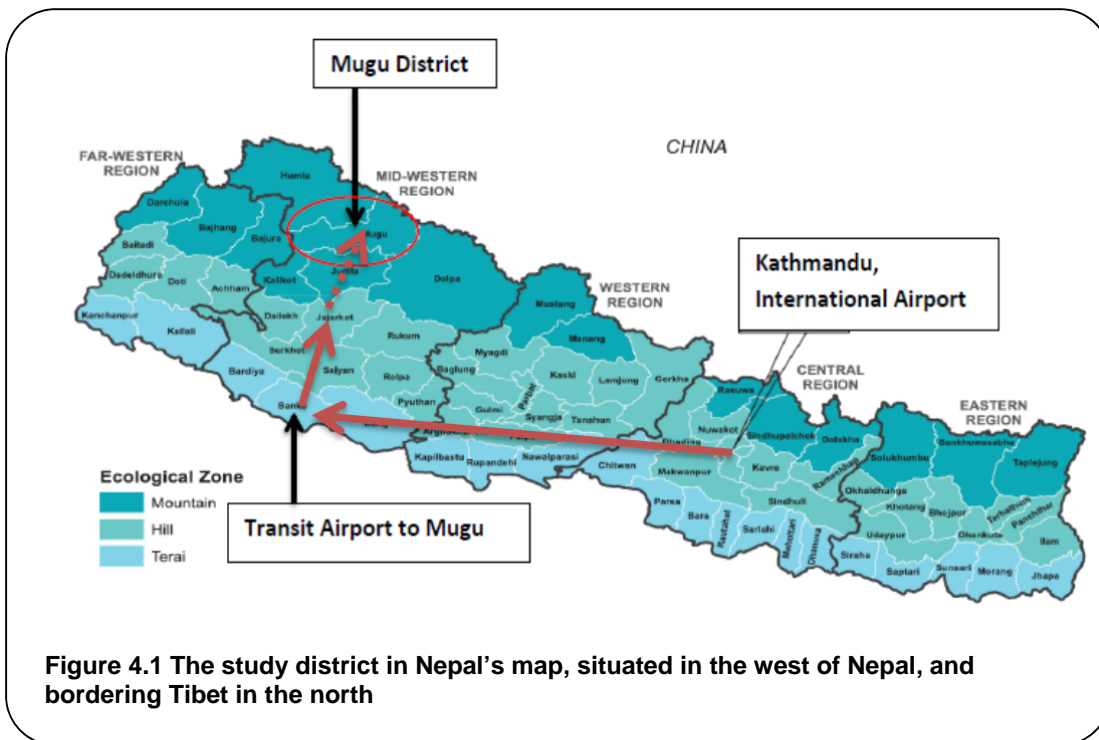 Mugu District
CHINA
FAR-WESTERN
REGION
MID-WESTERN
REGION
Humla
Darchula
Bajhang
Bajura
Mugu
Baitadi
Dadeldhura
Doti
Achham
Kalikot
Jumla
Dolpa
Kathmandu,
International Airport
WESTERN
REGION
Mustang
Manang
Kanchanpur
Kailali
Dailekh
Jajarkot
Rukum
Surkhet
Salyan
Rolpa
Bardiya
Banke
Pyuthan
Myagdi
Baglung
Parbat
Kaski
Lamjung
Gorkha
Gulmi
Syangja
Tanahun
CENTRAL
REGION
Rasuwa
Nuwakot
Sindhupalchok
Dolakha
Dhading
EASTERN
REGION
Sankhuwasabha
Solukhumbu
Taplejung
Kapilbastu
Rupandehi
Nawalparasi
Chitwan
Makwanpur
Kavre
Ramechhap
Sindhuli
Okhaldhanga
Khotang
Bhojpur
Terhathum
Panchthar
Dhankuta
Ilam
Udaypur
Parsa
Bara
Rautahat
Sarlahi
Mahottari
Dhanusa
Siraha
Saptari
Sunsari
Morang
Jhapa
Ecological Zone
Mountain
Hill
Terai
Transit Airport to Mugu
Figure 4.1 The study district in Nepal’s map, situated in the west of Nepal, and
bordering Tibet in the north